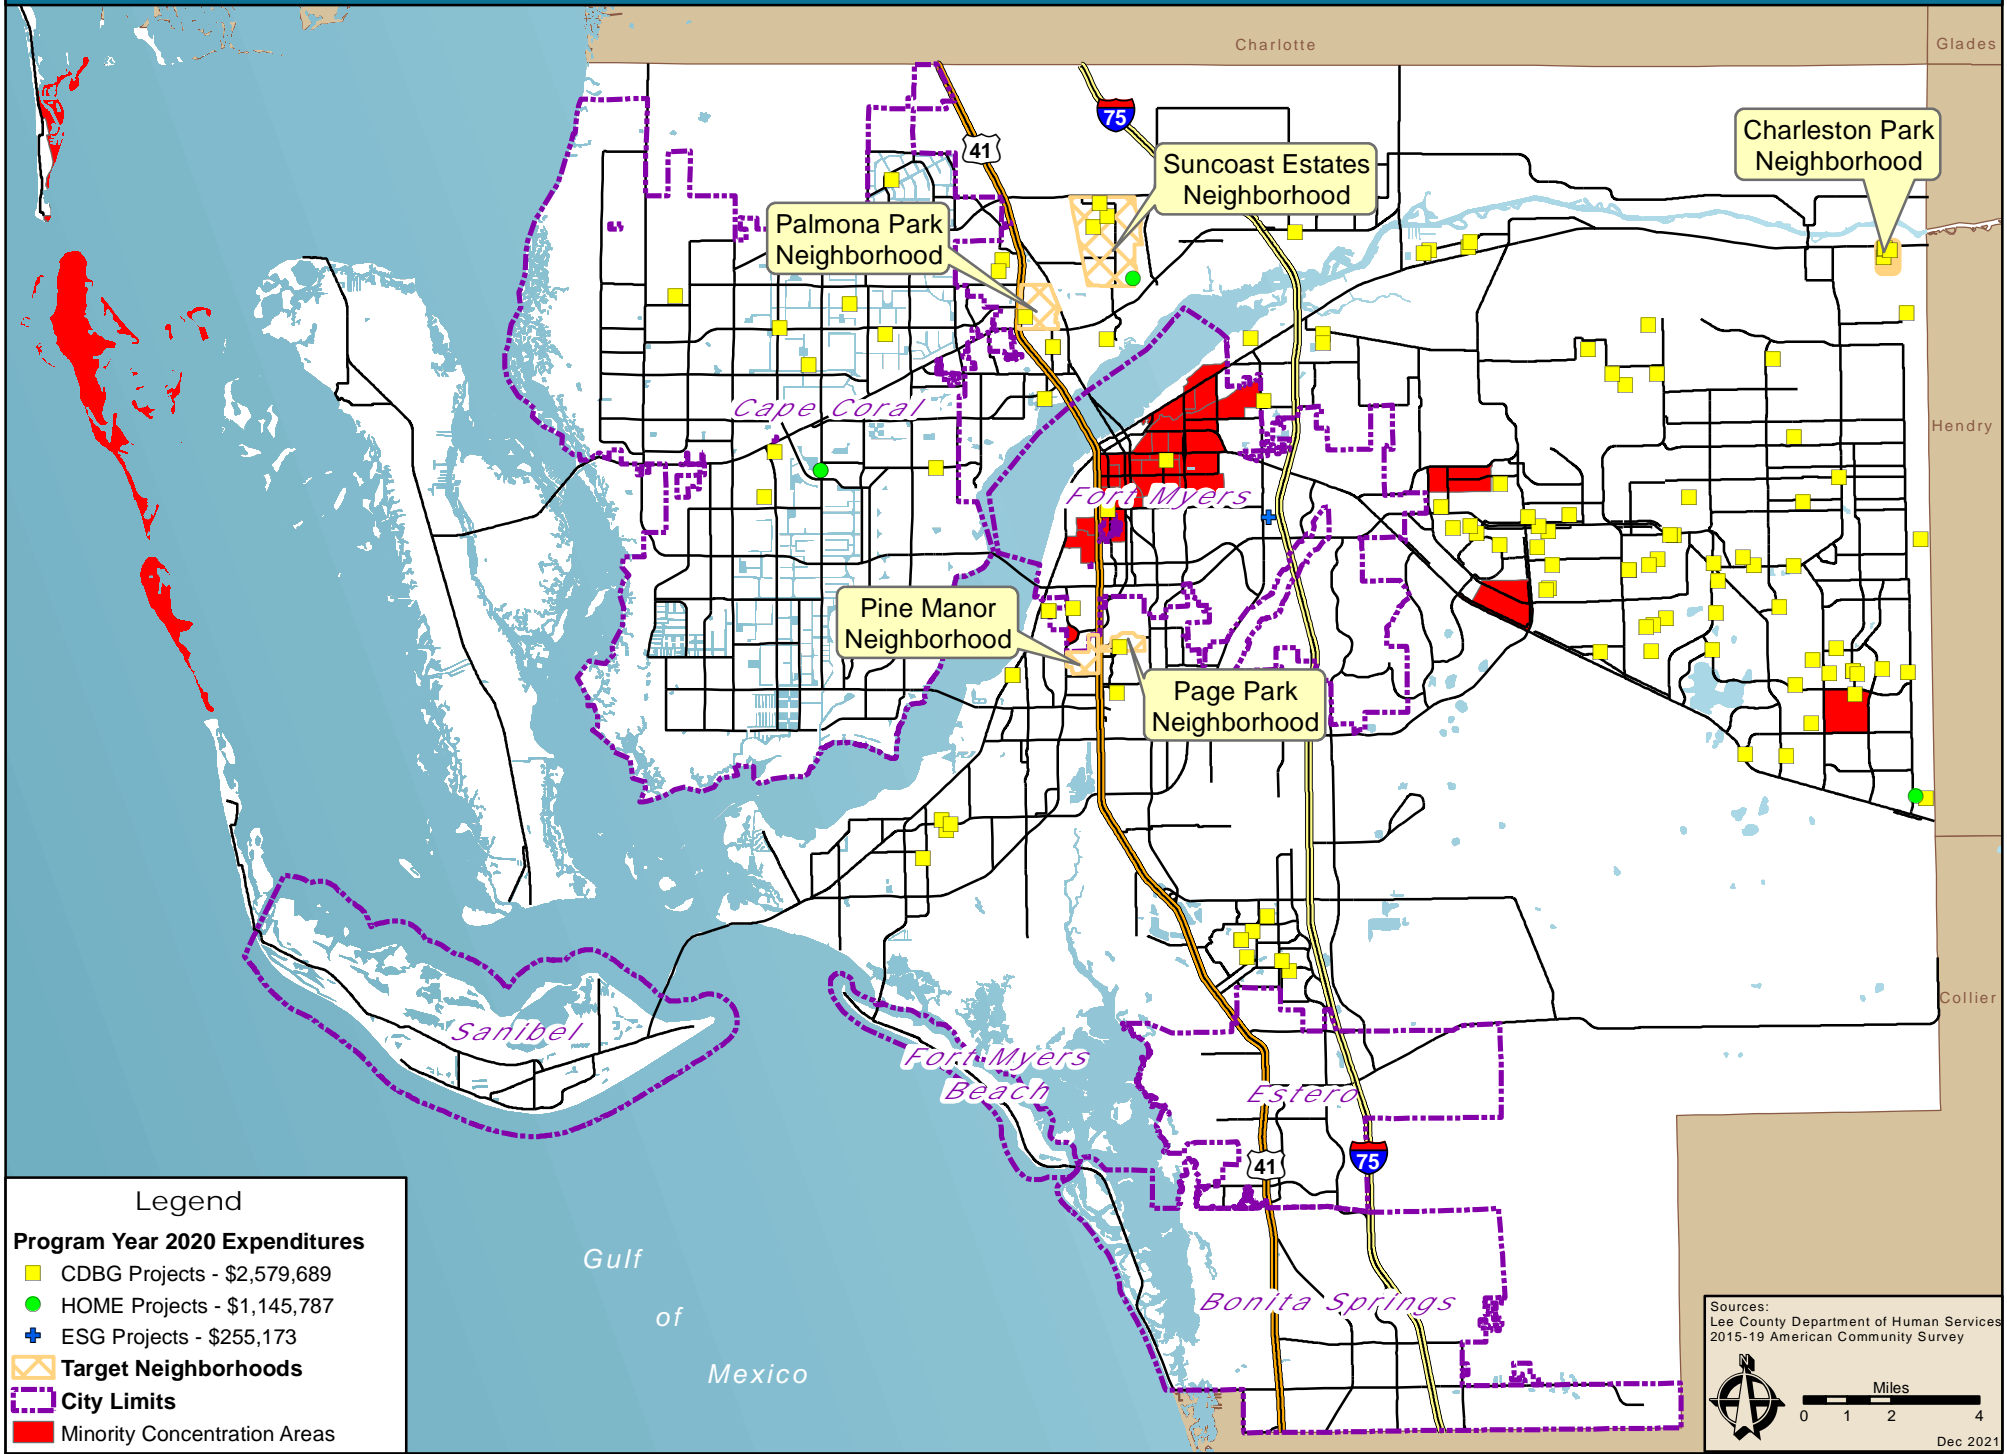 Charlotte
Glades
75
41
Charleston Park
Neighborhood
Suncoast Estates
Neighborhood
Palmona Park
Neighborhood
Cape Coral
Hendry
Fort Myers
Pine Manor
Neighborhood
Page Park
Neighborhood
Collier
Sanibel
Fort Myers
Beach
Estero
41
75
Bonita Springs
Gulf
of
Mexico
Legend
Program Year 2020 Expenditures
CDBG Projects - $2,579,689
HOME Projects - $1,145,787
ESG Projects - $255,173
Target Neighborhoods
City Limits
Minority Concentration Areas
Sources:
Lee County Department of Human Services
2015-19 American Community Survey
N
Miles
0 1 2 4
Dec 2021